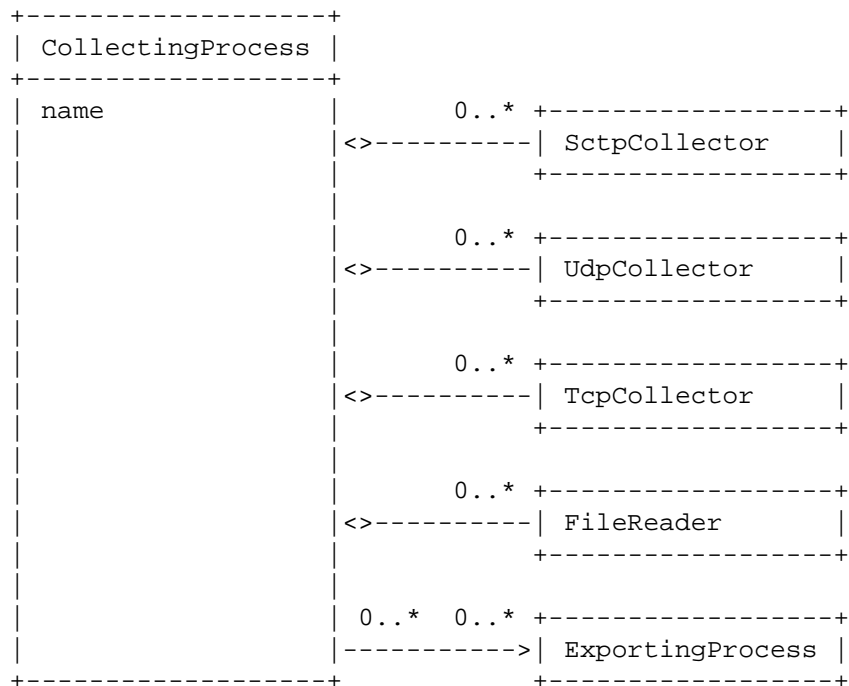 CollectingProcess
name
0..*
SctpCollector
0..*
UdpCollector
0..*
TcpCollector
0..*
FileReader
0..* 0..*
ExportingProcess